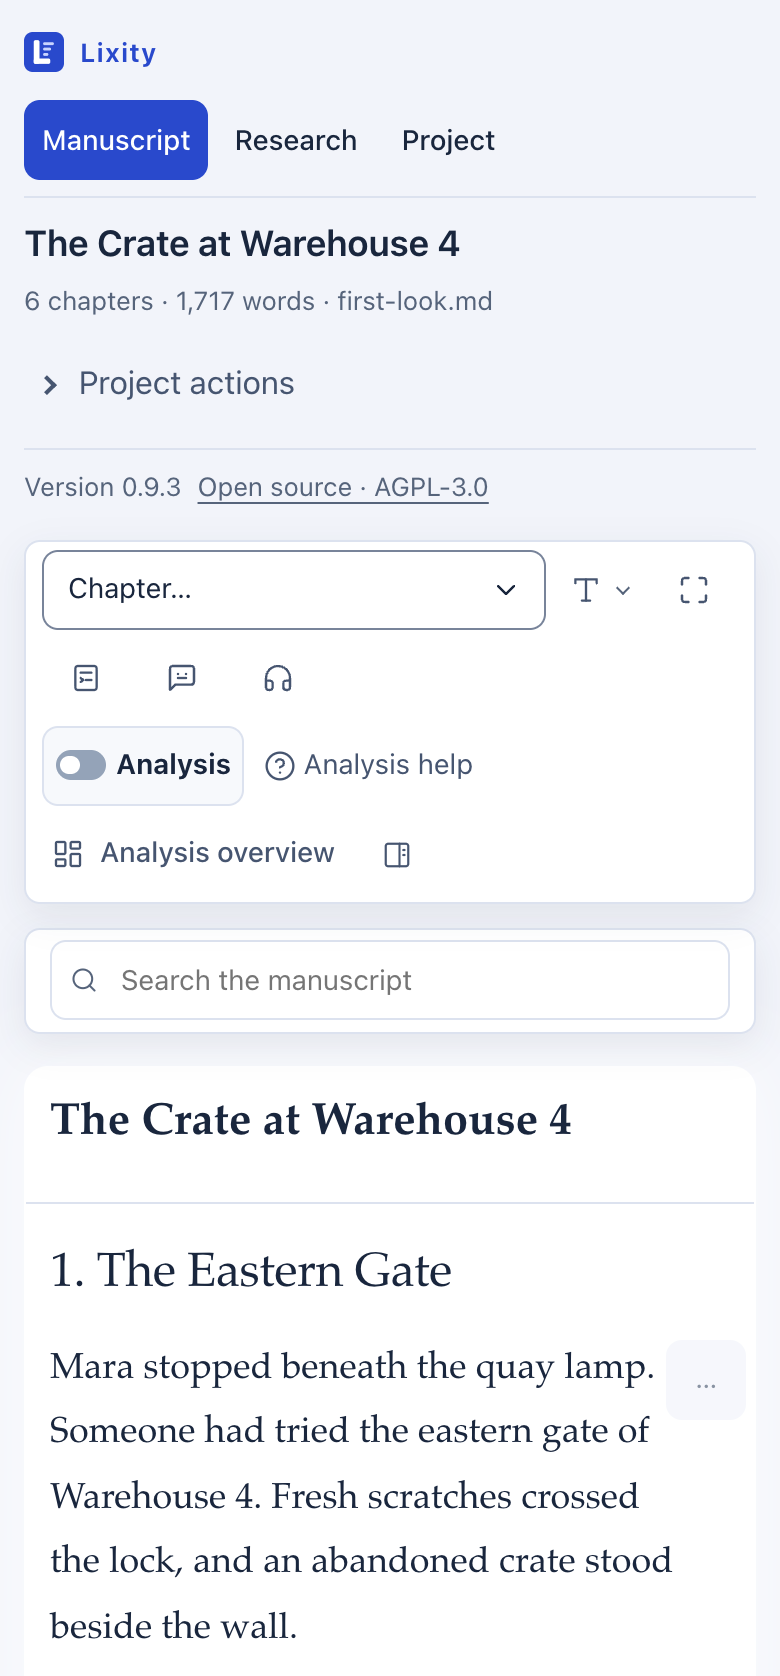 Lixity
Manuscript Research Project
The Crate at Warehouse 4
6 chapters · 1,717 words · first-look.md
Project actions
Version 0.9.3 Open source · AGPL-3.0
Chapter...
Analysis Analysis help
Analysis overview
Search the manuscript
The Crate at Warehouse 4
1. The Eastern Gate
Mara stopped beneath the quay lamp.
...
Someone had tried the eastern gate of
Warehouse 4. Fresh scratches crossed
the lock, and an abandoned crate stood
beside the wall.